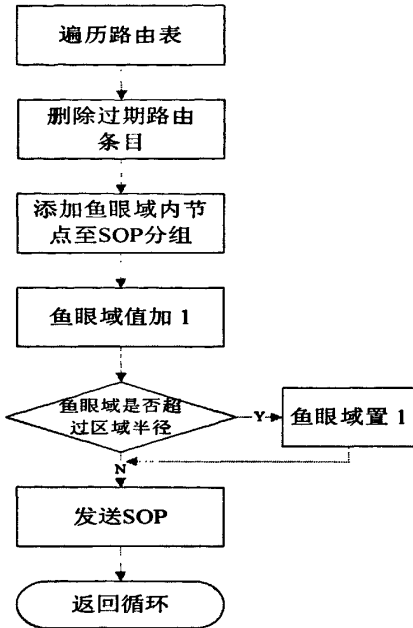 遍历路由表
删除过期路由
条目
添加鱼眼域内节
点至SOP分组
鱼眼域值加 1
鱼眼域是否超
过区域半径
Y
鱼眼域置 1
N
发送SOP
返回循环